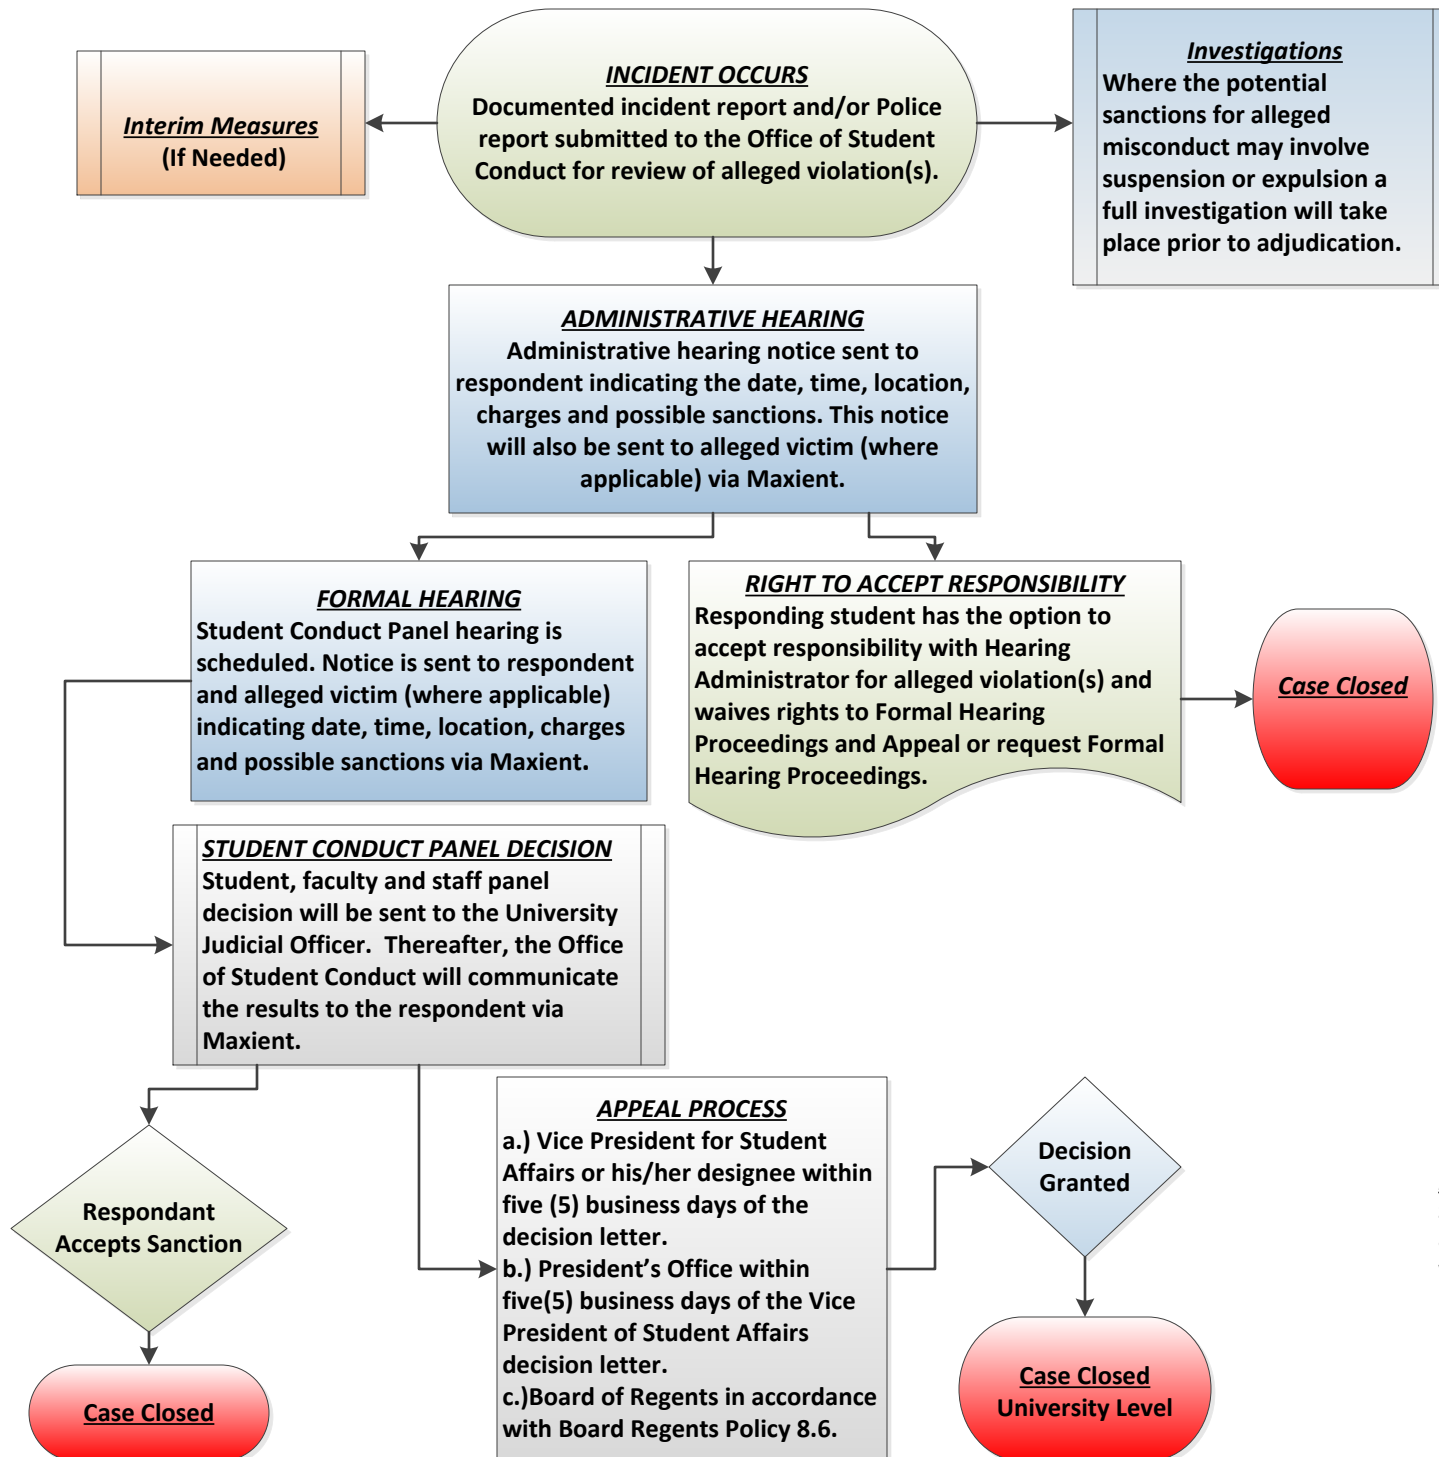 INCIDENT OCCURS
Documented incident report and/or Police
report submitted to the Office of Student
Conduct for review of alleged violation(s).
Interim Measures
(If Needed)
Investigations
Where the potential
sanctions for alleged
misconduct may involve
suspension or expulsion a
full investigation will take
place prior to adjudication.
ADMINISTRATIVE HEARING
Administrative hearing notice sent to
respondent indicating the date, time, location,
charges and possible sanctions. This notice
will also be sent to alleged victim (where
applicable) via Maxient.
FORMAL HEARING
Student Conduct Panel hearing is
scheduled. Notice is sent to respondent
and alleged victim (where applicable)
indicating date, time, location, charges
and possible sanctions via Maxient.
RIGHT TO ACCEPT RESPONSIBILITY
Responding student has the option to
accept responsibility with Hearing
Administrator for alleged violation(s) and
waives rights to Formal Hearing
Proceedings and Appeal or request Formal
Hearing Proceedings.
Case Closed
STUDENT CONDUCT PANEL DECISION
Student, faculty and staff panel
decision will be sent to the University
Judicial Officer.  Thereafter, the Office
of Student Conduct will communicate
the results to the respondent via
Maxient.
Respondant
Accepts Sanction
Case Closed
APPEAL PROCESS
a.) Vice President for Student
Affairs or his/her designee within
five (5) business days of the
decision letter.
b.) President’s Office within
five(5) business days of the Vice
President of Student Affairs
decision letter.
c.)Board of Regents in accordance
with Board Regents Policy 8.6.
Decision
Granted
Case Closed
University Level